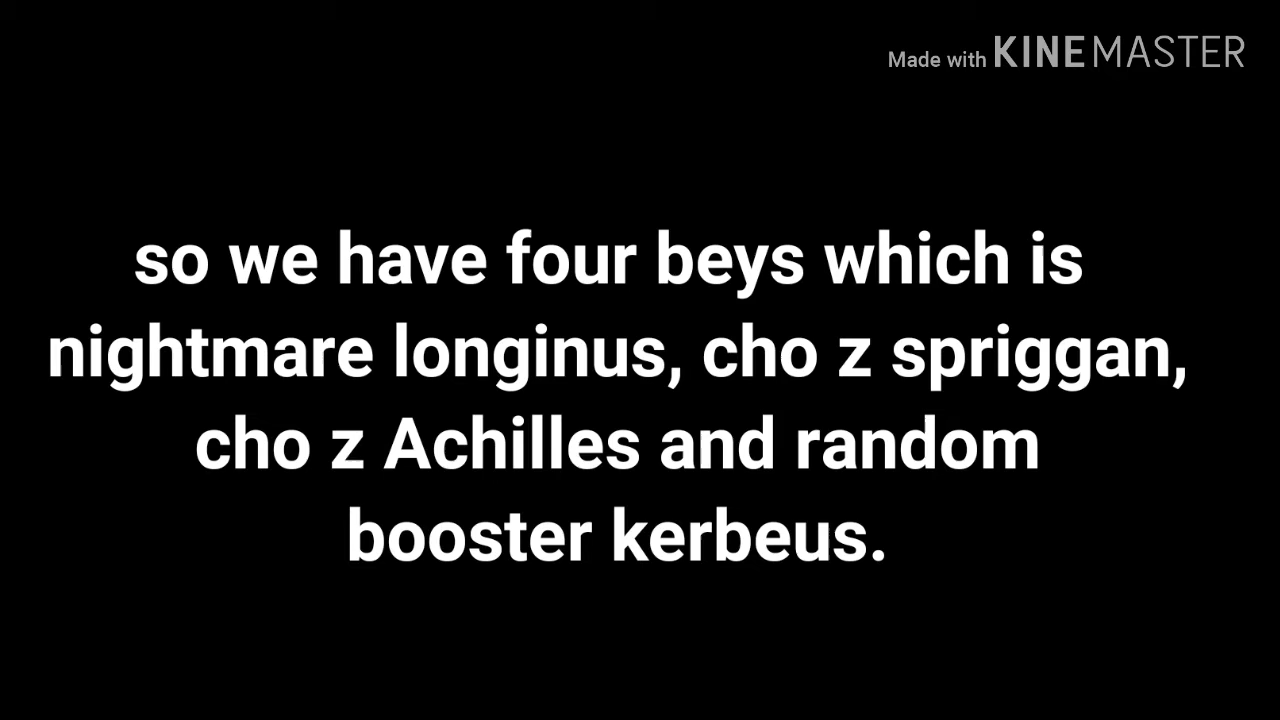 Made with KINEMASTER
so we have four beys which is
nightmare longinus, cho z spriggan,
cho z Achilles and random
booster kerbeus.